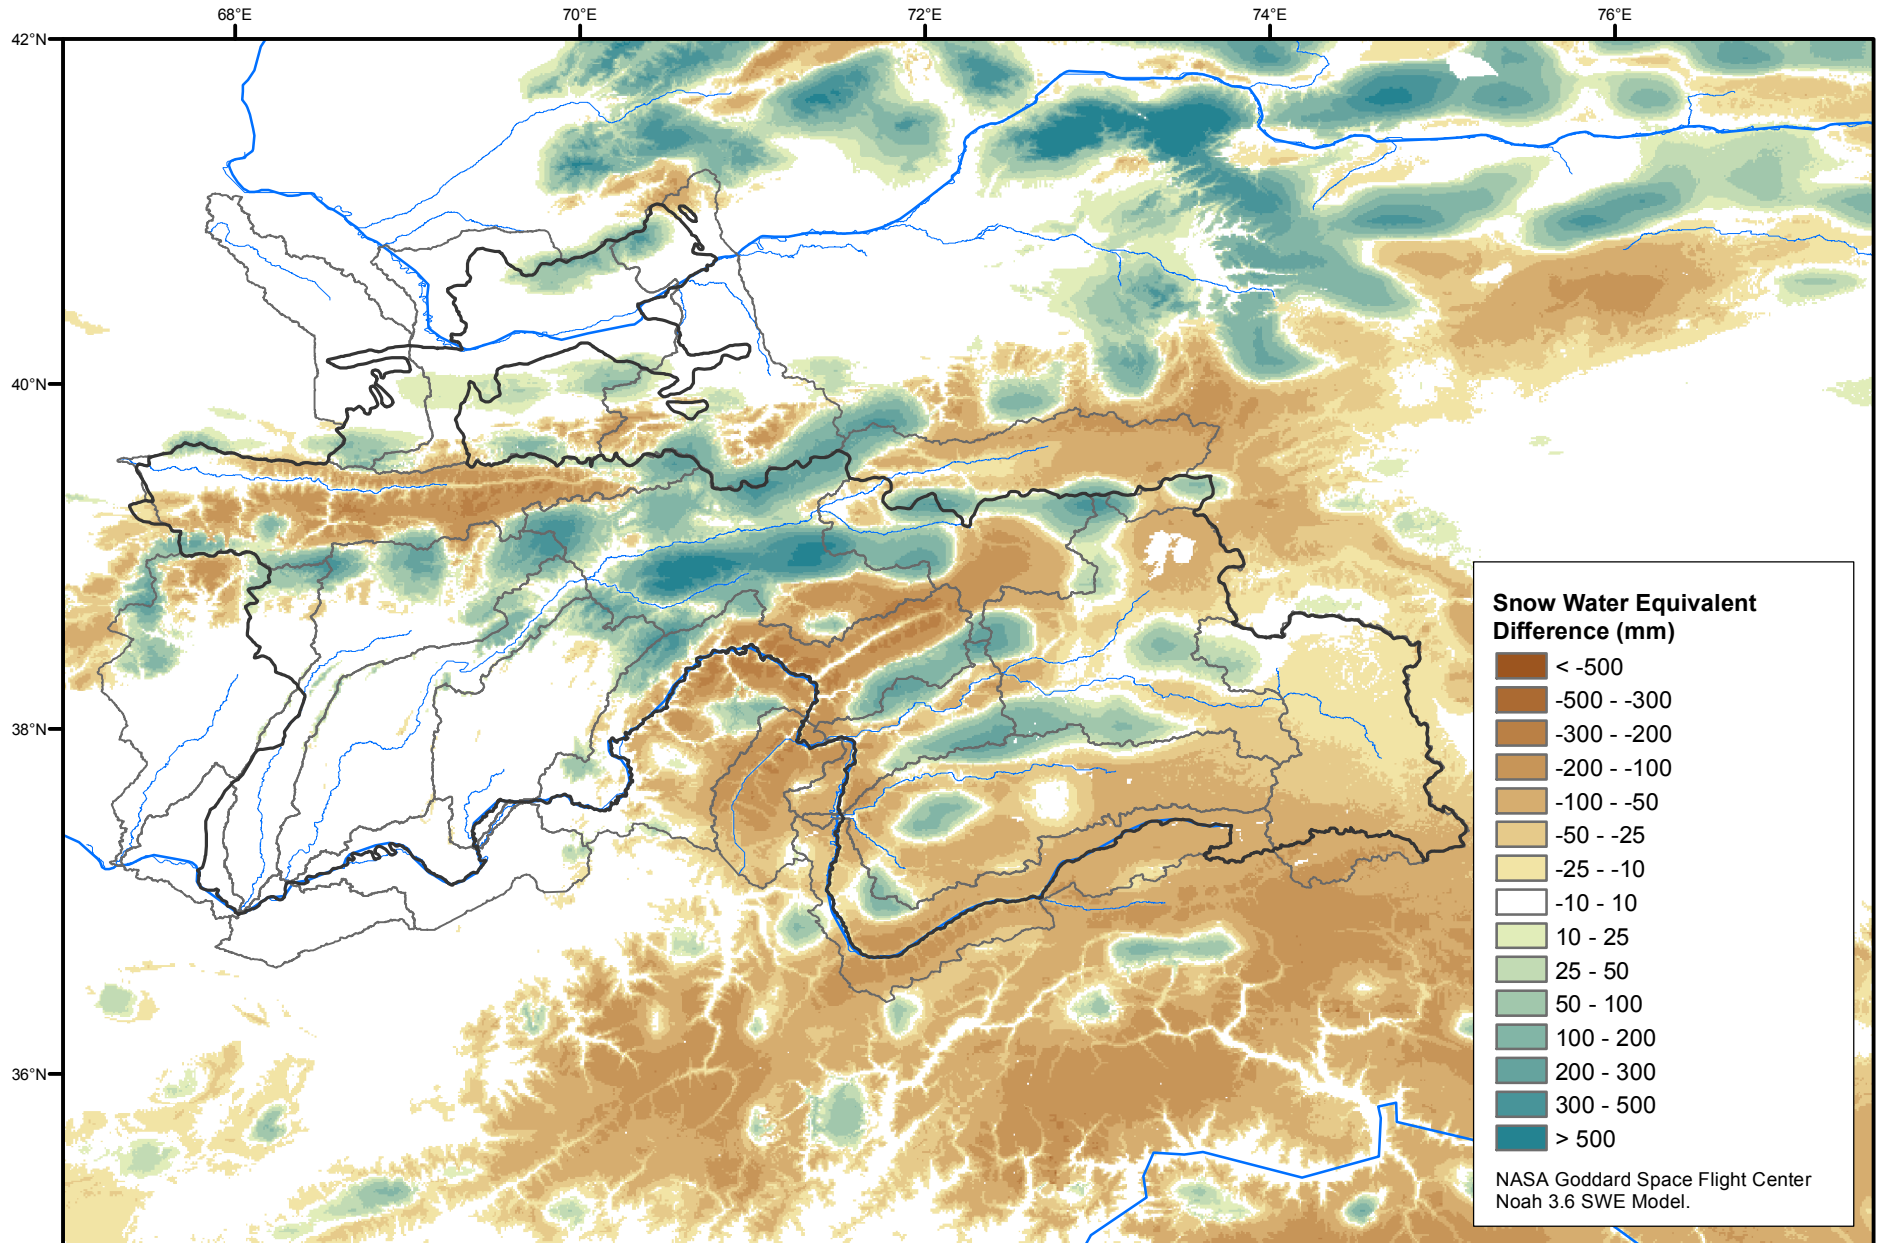 68°E 70°E 72°E 74°E 76°E
42°N
40°N
38°N
36°N
Snow Water Equivalent
Difference (mm)
< -500
-500 - -300
-300 - -200
-200 - -100
-100 - -50
-50 - -25
-25 - -10
-10 - 10
10 - 25
25 - 50
50 - 100
100 - 200
200 - 300
300 - 500
> 500
NASA Goddard Space Flight Center
Noah 3.6 SWE Model.